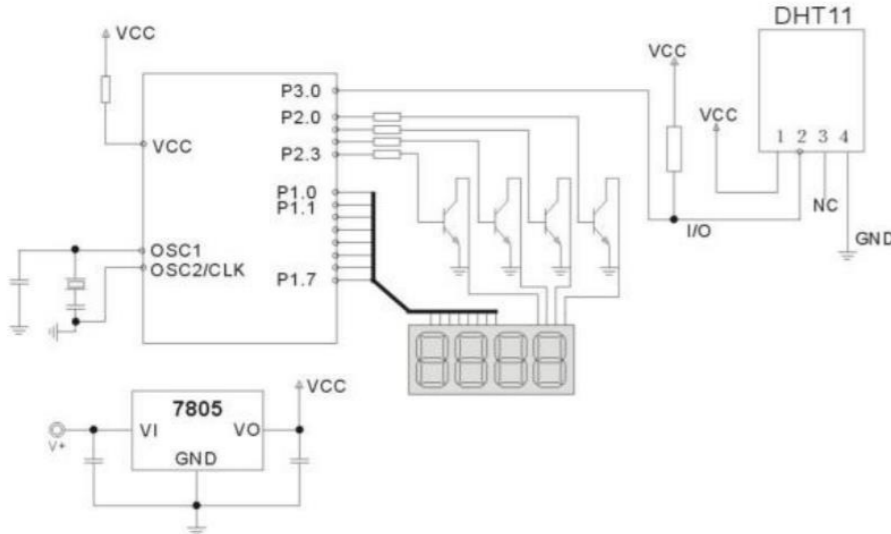 DHT11
VCC
VCC
P3.0
P2.0
VCC
VCC
1 2 3 4
P2.3
P1.0
P1.1
NC
I/O
GND
OSC1
OSC2/CLK
P1.7
VCC
7805
V+
VI
VO
GND